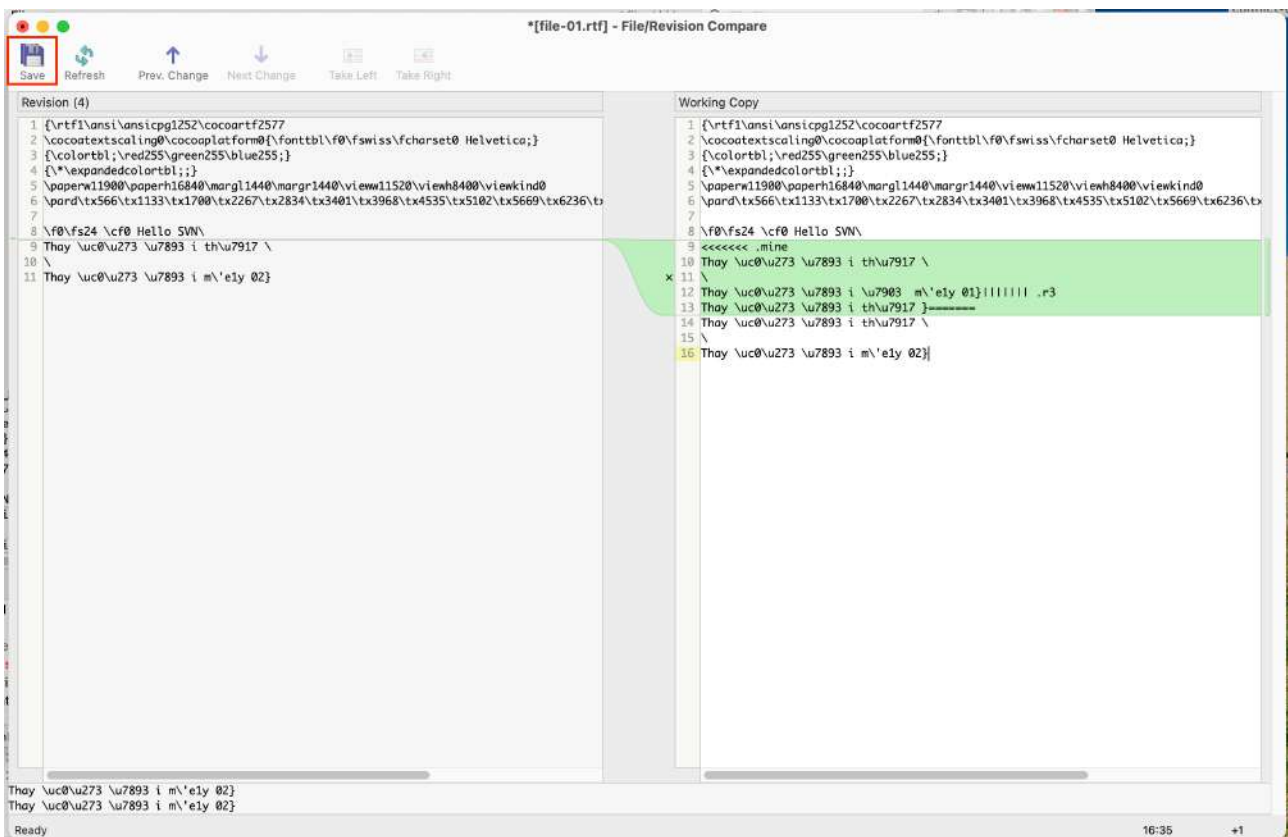 *[file-01.rtf] - File/Revision Compare
Save Refresh Prev. Change Next Change Take Left Take Right
Revision (4)
1 {\rtf1\ansi\ansicpg1252\cocoartf2577
2 \cocoatextscaling0\cocoaplatform0{\fonttbl\f0\fswiss\fcharset0 Helvetica;}
3 {\colortbl;\red255\green255\blue255;}
4 {\*\expandedcolortbl;;}
5 \paperw11900\paperh16840\margl1440\margr1440\vieww11520\viewh8400\viewkind0
6 \pard\tx566\tx1133\tx1700\tx2267\tx2834\tx3401\tx3968\tx4535\tx5102\tx5669\tx6236\t
7
8 \f0\fs24 \cf0 Hello SVN\
9 Thay \uc0\u273 \u7893 i th\u7917 \
10 \
11 Thay \uc0\u273 \u7893 i m\'e1y 02}
Working Copy
1 {\rtf1\ansi\ansicpg1252\cocoartf2577
2 \cocoatextscaling0\cocoaplatform0{\fonttbl\f0\fswiss\fcharset0 Helvetica;}
3 {\colortbl;\red255\green255\blue255;}
4 {\*\expandedcolortbl;;}
5 \paperw11900\paperh16840\margl1440\margr1440\vieww11520\viewh8400\viewkind0
6 \pard\tx566\tx1133\tx1700\tx2267\tx2834\tx3401\tx3968\tx4535\tx5102\tx5669\tx6236\tx
7
8 \f0\fs24 \cf0 Hello SVN\
9 <<<<<<< .mine
10 Thay \uc0\u273 \u7893 i th\u7917 \
× 11 \
12 Thay \uc0\u273 \u7893 i \u7903  m\'e1y 01}||||||| .r3
13 Thay \uc0\u273 \u7893 i th\u7917 }=======
14 Thay \uc0\u273 \u7893 i th\u7917 \
15 \
16 Thay \uc0\u273 \u7893 i m\'e1y 02}
Thay \uc0\u273 \u7893 i m\'e1y 02}
Thay \uc0\u273 \u7893 i m\'e1y 02}
Ready 16:35 +1